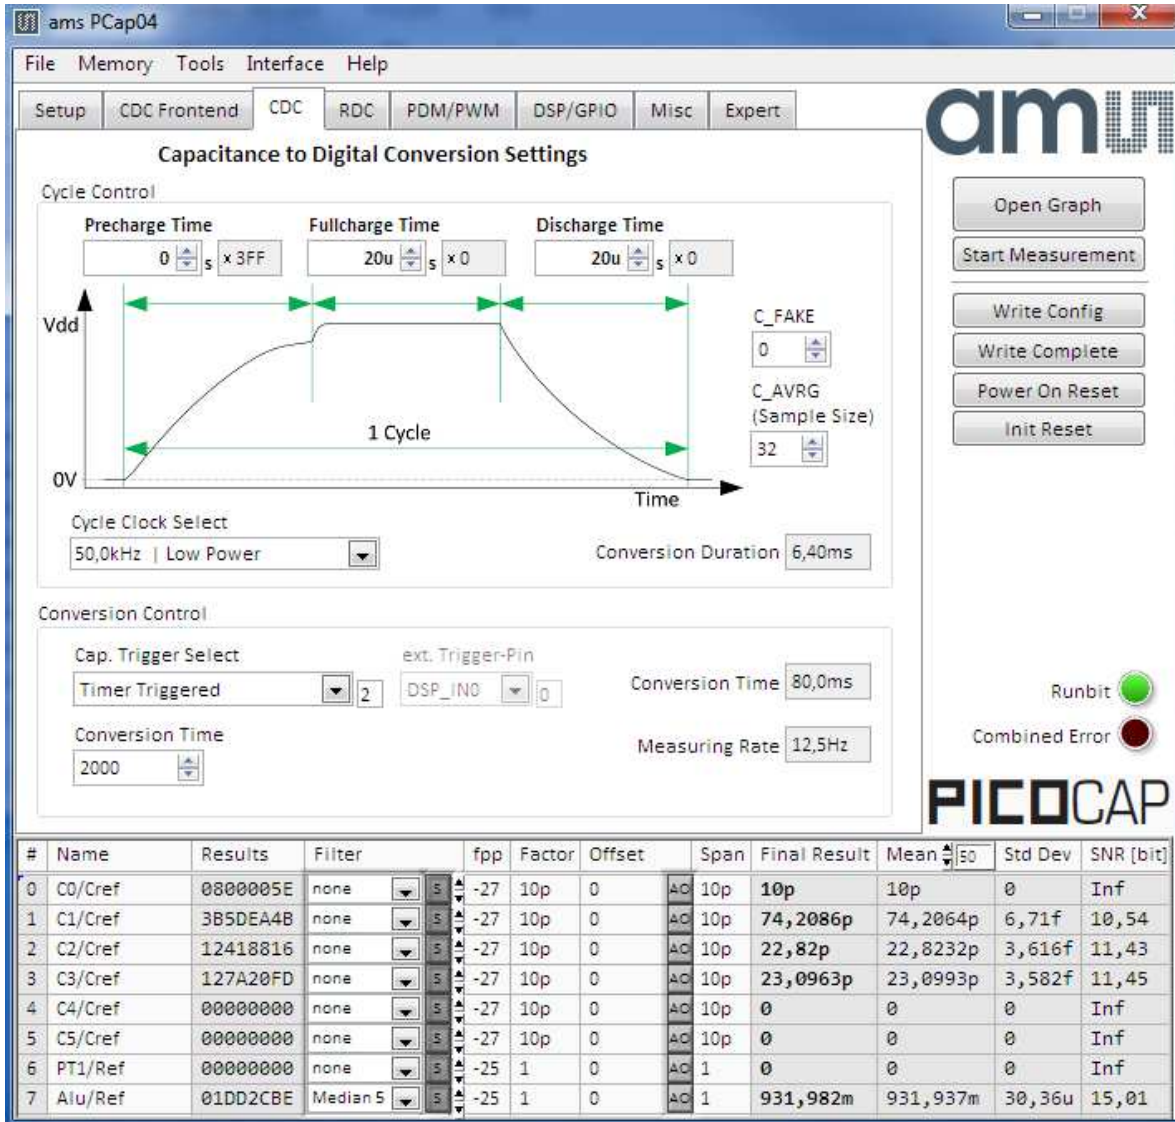 ams PCap04
File Memory Tools Interface Help
Setup CDC Frontend CDC RDC PDM/PWM DSP/GPIO Misc Expert
amu
Capacitance to Digital Conversion Settings
Cycle Control
Precharge Time Fullcharge Time Discharge Time
0 s x 3FF 20u s x 0 20u s x 0
Vdd
C_FAKE
0
C_AVRG
(Sample Size)
32
1 Cycle
0V
Time
Cycle Clock Select
50,0kHz | Low Power
Conversion Duration 6,40ms
Open Graph
Start Measurement
Write Config
Write Complete
Power On Reset
Init Reset
Conversion Control
Cap. Trigger Select ext. Trigger-Pin
Timer Triggered 2 DSP_IN0 0
Conversion Time 80,0ms
Conversion Time
2000
Measuring Rate 12,5Hz
Runbit
Combined Error
PICOCAP
# Name Results Filter fpp Factor Offset Span Final Result Mean 50 Std Dev SNR [bit]
0 C0/Cref 0800005E none S -27 10p 0 AO 10p 10p 10p 0 Inf
1 C1/Cref 3B5DEA4B none S -27 10p 0 AO 10p 74,2086p 74,2064p 6,71f 10,54
2 C2/Cref 12418816 none S -27 10p 0 AO 10p 22,82p 22,8232p 3,616f 11,43
3 C3/Cref 127A20FD none S -27 10p 0 AO 10p 23,0963p 23,0993p 3,582f 11,45
4 C4/Cref 00000000 none S -27 10p 0 AO 10p 0 0 0 Inf
5 C5/Cref 00000000 none S -27 10p 0 AO 10p 0 0 0 Inf
6 PT1/Ref 00000000 none S -25 1 0 AO 1 0 0 0 Inf
7 Alu/Ref 01DD2CBE Median 5 S -25 1 0 AO 1 931,982m 931,937m 30,36u 15,01